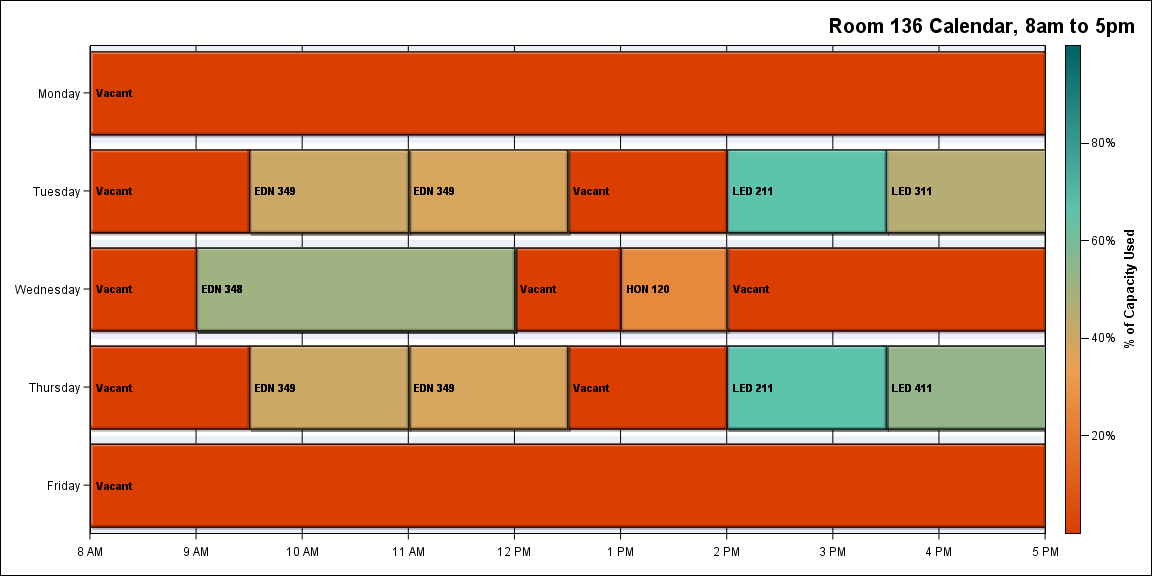 Room 136 Calendar, 8am to 5pm
Monday
Vacant
Tuesday
Vacant
EDN 349
EDN 349
Vacant
LED 211
LED 311
Wednesday
Vacant
EDN 348
Vacant
HON 120
Vacant
Thursday
Vacant
EDN 349
EDN 349
Vacant
LED 211
LED 411
Friday
Vacant
8 AM
9 AM
10 AM
11 AM
12 PM
1 PM
2 PM
3 PM
4 PM
5 PM
80%
60%
40%
20%
% of Capacity Used